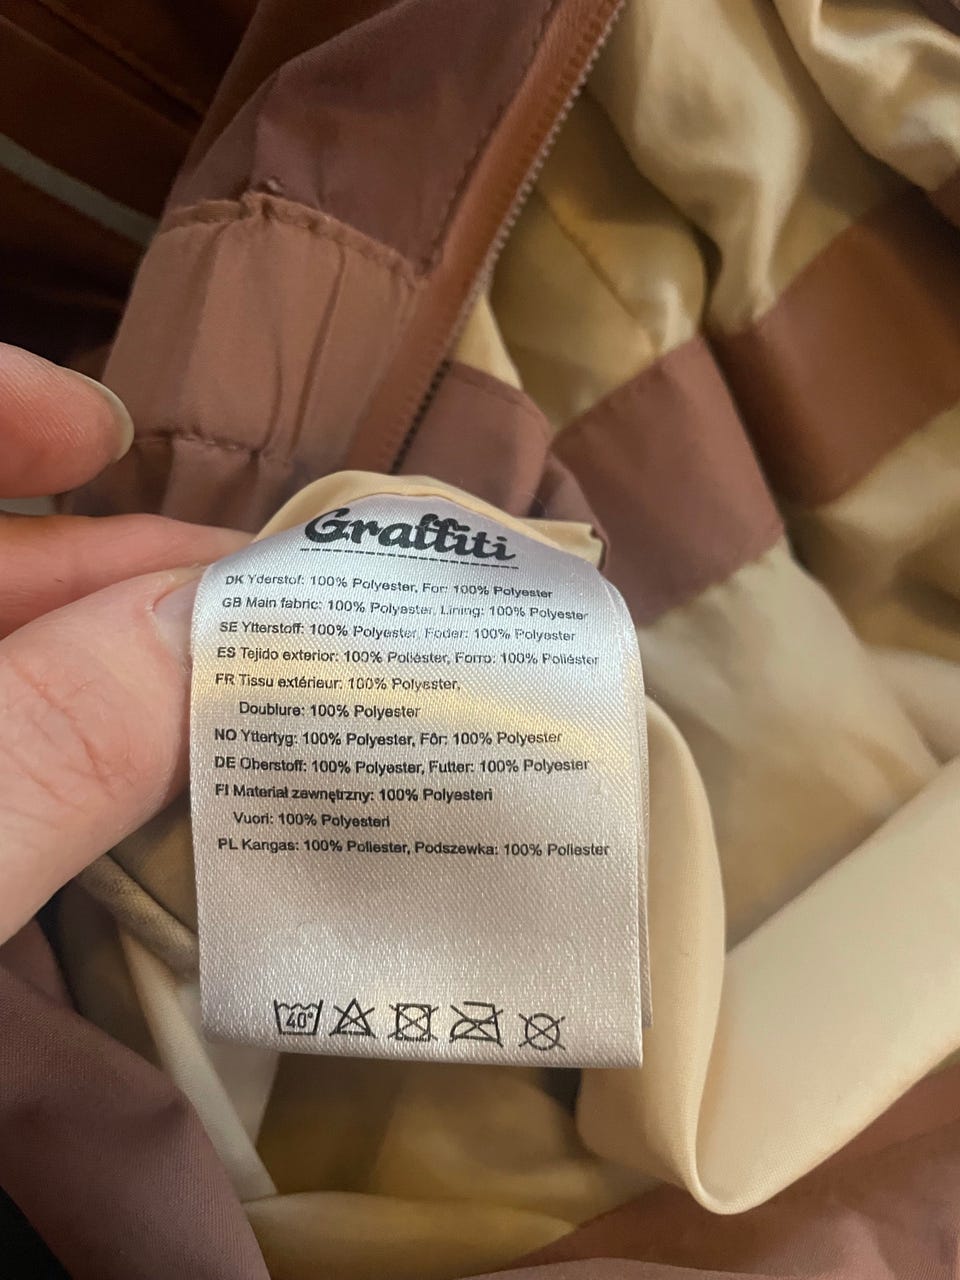 Graffiti
DK Yderstof: 100% Polyester, For: 100% Polyester
GB Main fabric: 100% Polyester, Lining: 100% Polyester
SE Ytterstoff: 100% Polyester, Foder: 100% Polyester
ES Tejido exterior: 100% Poliéster, Forro: 100% Poliéster
FR Tissu extérieur: 100% Polyester,
Doublure: 100% Polyester
NO Yttertyg: 100% Polyester, Fôr: 100% Polyester
DE Oberstoff: 100% Polyester, Futter: 100% Polyester
FI Materiał zewnętrzny: 100% Polyesteri
Vuori: 100% Polyesteri
PL Kangas: 100% Poliester, Podszewka: 100% Poliester
40°